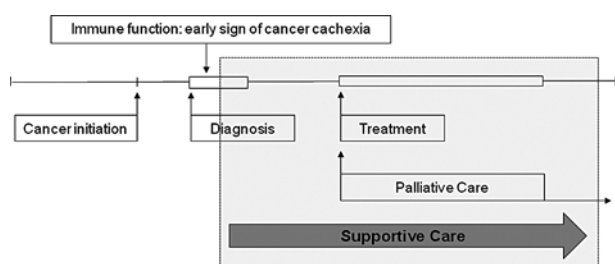 Immune function: early sign of cancer cachexia
Cancer initiation
Diagnosis
Treatment
Palliative Care
Supportive Care